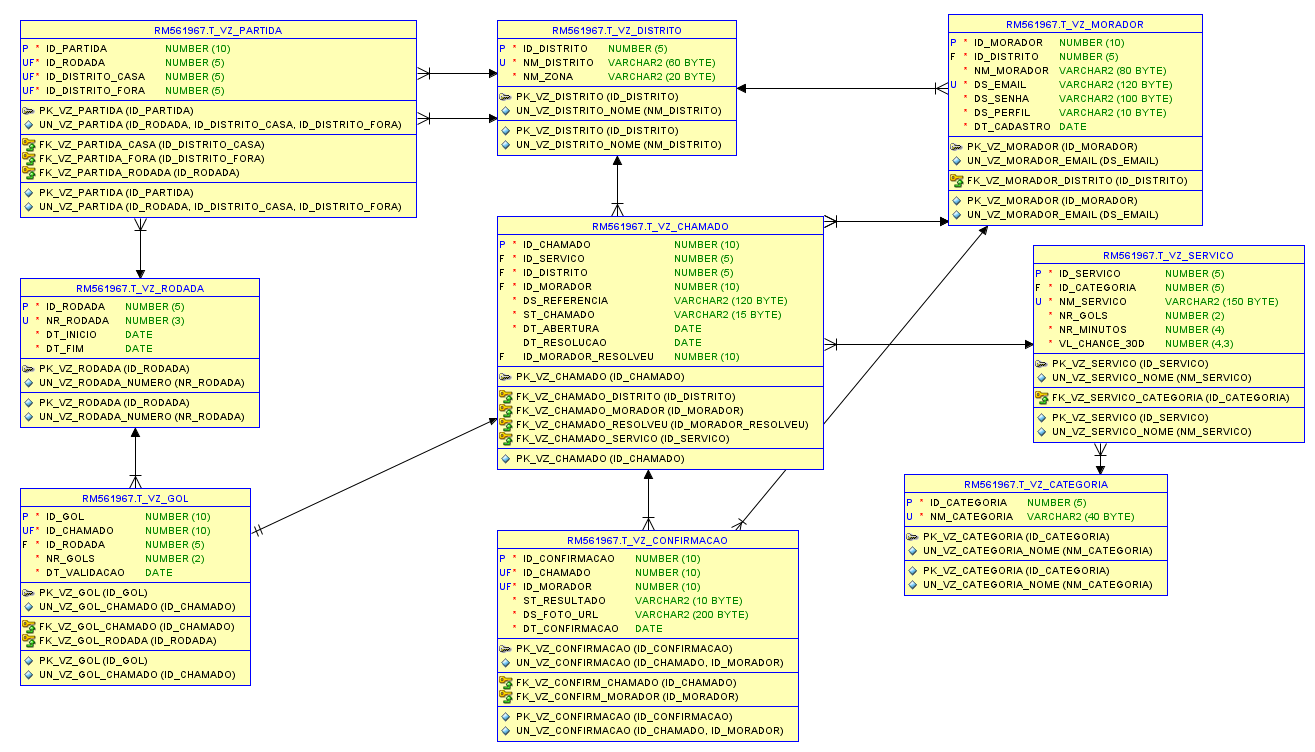 RM561967.T_VZ_PARTIDA
P * ID_PARTIDA NUMBER (10)
UF* ID_RODADA NUMBER (5)
UF* ID_DISTRITO_CASA NUMBER (5)
UF* ID_DISTRITO_FORA NUMBER (5)
PK_VZ_PARTIDA (ID_PARTIDA)
UN_VZ_PARTIDA (ID_RODADA, ID_DISTRITO_CASA, ID_DISTRITO_FORA)
FK_VZ_PARTIDA_CASA (ID_DISTRITO_CASA)
FK_VZ_PARTIDA_FORA (ID_DISTRITO_FORA)
FK_VZ_PARTIDA_RODADA (ID_RODADA)
PK_VZ_PARTIDA (ID_PARTIDA)
UN_VZ_PARTIDA (ID_RODADA, ID_DISTRITO_CASA, ID_DISTRITO_FORA)
RM561967.T_VZ_DISTRITO
P * ID_DISTRITO NUMBER (5)
U * NM_DISTRITO VARCHAR2 (60 BYTE)
* NM_ZONA VARCHAR2 (20 BYTE)
PK_VZ_DISTRITO (ID_DISTRITO)
UN_VZ_DISTRITO_NOME (NM_DISTRITO)
PK_VZ_DISTRITO (ID_DISTRITO)
UN_VZ_DISTRITO_NOME (NM_DISTRITO)
RM561967.T_VZ_MORADOR
P * ID_MORADOR NUMBER (10)
F * ID_DISTRITO NUMBER (5)
* NM_MORADOR VARCHAR2 (80 BYTE)
U * DS_EMAIL VARCHAR2 (120 BYTE)
* DS_SENHA VARCHAR2 (100 BYTE)
* DS_PERFIL VARCHAR2 (10 BYTE)
* DT_CADASTRO DATE
PK_VZ_MORADOR (ID_MORADOR)
UN_VZ_MORADOR_EMAIL (DS_EMAIL)
FK_VZ_MORADOR_DISTRITO (ID_DISTRITO)
PK_VZ_MORADOR (ID_MORADOR)
UN_VZ_MORADOR_EMAIL (DS_EMAIL)
RM561967.T_VZ_RODADA
P * ID_RODADA NUMBER (5)
U * NR_RODADA NUMBER (3)
* DT_INICIO DATE
* DT_FIM DATE
PK_VZ_RODADA (ID_RODADA)
UN_VZ_RODADA_NUMERO (NR_RODADA)
PK_VZ_RODADA (ID_RODADA)
UN_VZ_RODADA_NUMERO (NR_RODADA)
RM561967.T_VZ_CHAMADO
P * ID_CHAMADO NUMBER (10)
F * ID_SERVICO NUMBER (5)
F * ID_DISTRITO NUMBER (5)
F * ID_MORADOR NUMBER (10)
* DS_REFERENCIA VARCHAR2 (120 BYTE)
* ST_CHAMADO VARCHAR2 (15 BYTE)
* DT_ABERTURA DATE
DT_RESOLUCAO DATE
F ID_MORADOR_RESOLVEU NUMBER (10)
PK_VZ_CHAMADO (ID_CHAMADO)
FK_VZ_CHAMADO_DISTRITO (ID_DISTRITO)
FK_VZ_CHAMADO_MORADOR (ID_MORADOR)
FK_VZ_CHAMADO_RESOLVEU (ID_MORADOR_RESOLVEU)
FK_VZ_CHAMADO_SERVICO (ID_SERVICO)
PK_VZ_CHAMADO (ID_CHAMADO)
RM561967.T_VZ_SERVICO
P * ID_SERVICO NUMBER (5)
F * ID_CATEGORIA NUMBER (5)
U * NM_SERVICO VARCHAR2 (150 BYTE)
* NR_GOLS NUMBER (2)
* NR_MINUTOS NUMBER (4)
* VL_CHANCE_30D NUMBER (4,3)
PK_VZ_SERVICO (ID_SERVICO)
UN_VZ_SERVICO_NOME (NM_SERVICO)
FK_VZ_SERVICO_CATEGORIA (ID_CATEGORIA)
PK_VZ_SERVICO (ID_SERVICO)
UN_VZ_SERVICO_NOME (NM_SERVICO)
RM561967.T_VZ_GOL
P * ID_GOL NUMBER (10)
UF* ID_CHAMADO NUMBER (10)
F * ID_RODADA NUMBER (5)
* NR_GOLS NUMBER (2)
* DT_VALIDACAO DATE
PK_VZ_GOL (ID_GOL)
UN_VZ_GOL_CHAMADO (ID_CHAMADO)
FK_VZ_GOL_CHAMADO (ID_CHAMADO)
FK_VZ_GOL_RODADA (ID_RODADA)
PK_VZ_GOL (ID_GOL)
UN_VZ_GOL_CHAMADO (ID_CHAMADO)
RM561967.T_VZ_CONFIRMACAO
P * ID_CONFIRMACAO NUMBER (10)
UF* ID_CHAMADO NUMBER (10)
UF* ID_MORADOR NUMBER (10)
* ST_RESULTADO VARCHAR2 (10 BYTE)
* DS_FOTO_URL VARCHAR2 (200 BYTE)
* DT_CONFIRMACAO DATE
PK_VZ_CONFIRMACAO (ID_CONFIRMACAO)
UN_VZ_CONFIRMACAO (ID_CHAMADO, ID_MORADOR)
FK_VZ_CONFIRM_CHAMADO (ID_CHAMADO)
FK_VZ_CONFIRM_MORADOR (ID_MORADOR)
PK_VZ_CONFIRMACAO (ID_CONFIRMACAO)
UN_VZ_CONFIRMACAO (ID_CHAMADO, ID_MORADOR)
RM561967.T_VZ_CATEGORIA
P * ID_CATEGORIA NUMBER (5)
U * NM_CATEGORIA VARCHAR2 (40 BYTE)
PK_VZ_CATEGORIA (ID_CATEGORIA)
UN_VZ_CATEGORIA_NOME (NM_CATEGORIA)
PK_VZ_CATEGORIA (ID_CATEGORIA)
UN_VZ_CATEGORIA_NOME (NM_CATEGORIA)